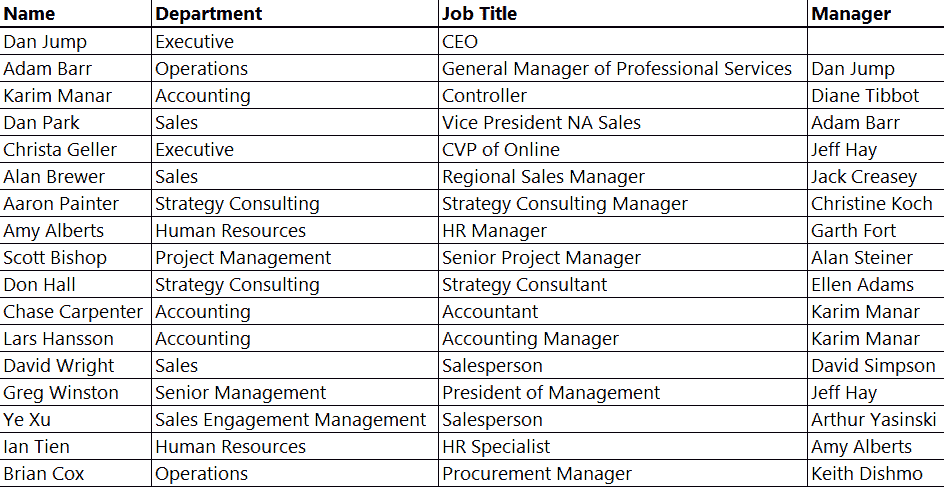 Name Department Job Title Manager
Dan Jump Executive CEO
Adam Barr Operations General Manager of Professional Services Dan Jump
Karim Manar Accounting Controller Diane Tibbot
Dan Park Sales Vice President NA Sales Adam Barr
Christa Geller Executive CVP of Online Jeff Hay
Alan Brewer Sales Regional Sales Manager Jack Creasey
Aaron Painter Strategy Consulting Strategy Consulting Manager Christine Koch
Amy Alberts Human Resources HR Manager Garth Fort
Scott Bishop Project Management Senior Project Manager Alan Steiner
Don Hall Strategy Consulting Strategy Consultant Ellen Adams
Chase Carpenter Accounting Accountant Karim Manar
Lars Hansson Accounting Accounting Manager Karim Manar
David Wright Sales Salesperson David Simpson
Greg Winston Senior Management President of Management Jeff Hay
Ye Xu Sales Engagement Management Salesperson Arthur Yasinski
Ian Tien Human Resources HR Specialist Amy Alberts
Brian Cox Operations Procurement Manager Keith Dishmo